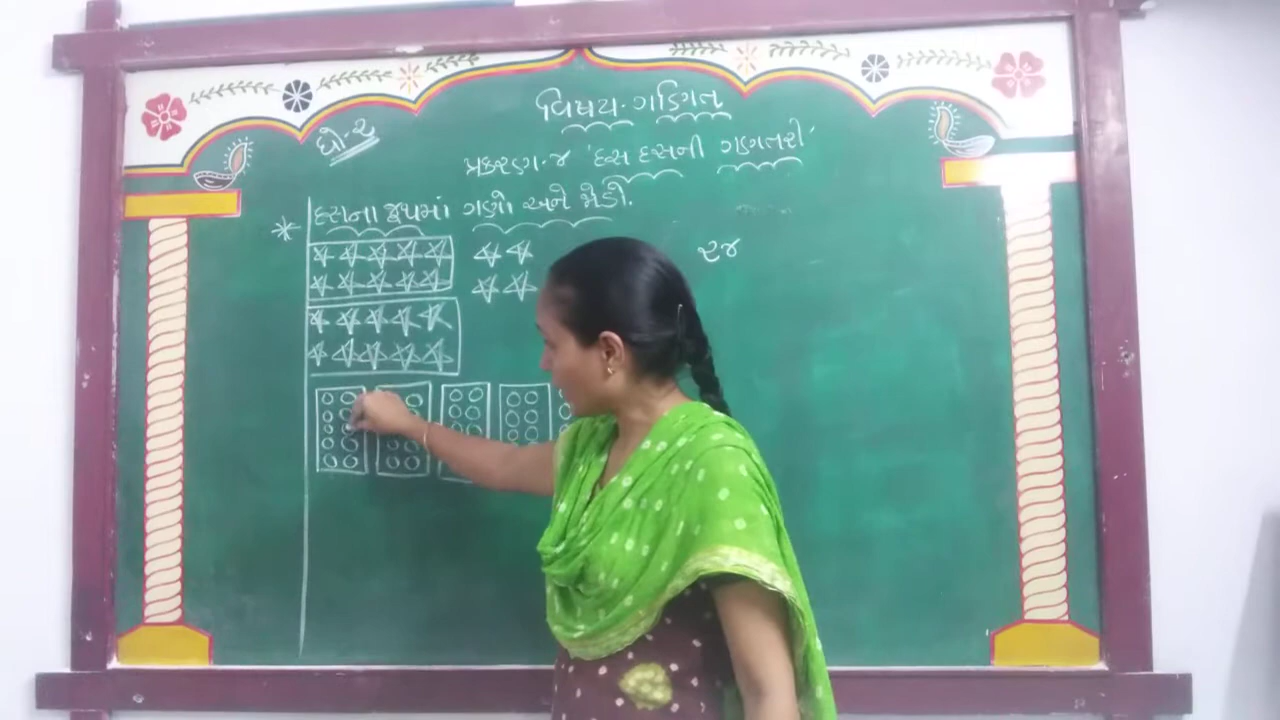 વિષય - ગણિત
ધો - ૨
પ્રકરણ - ૪ 'દસ દસની ગણતરી'
* દસના જૂથમાં ગણો અને જોડો.
૨૪